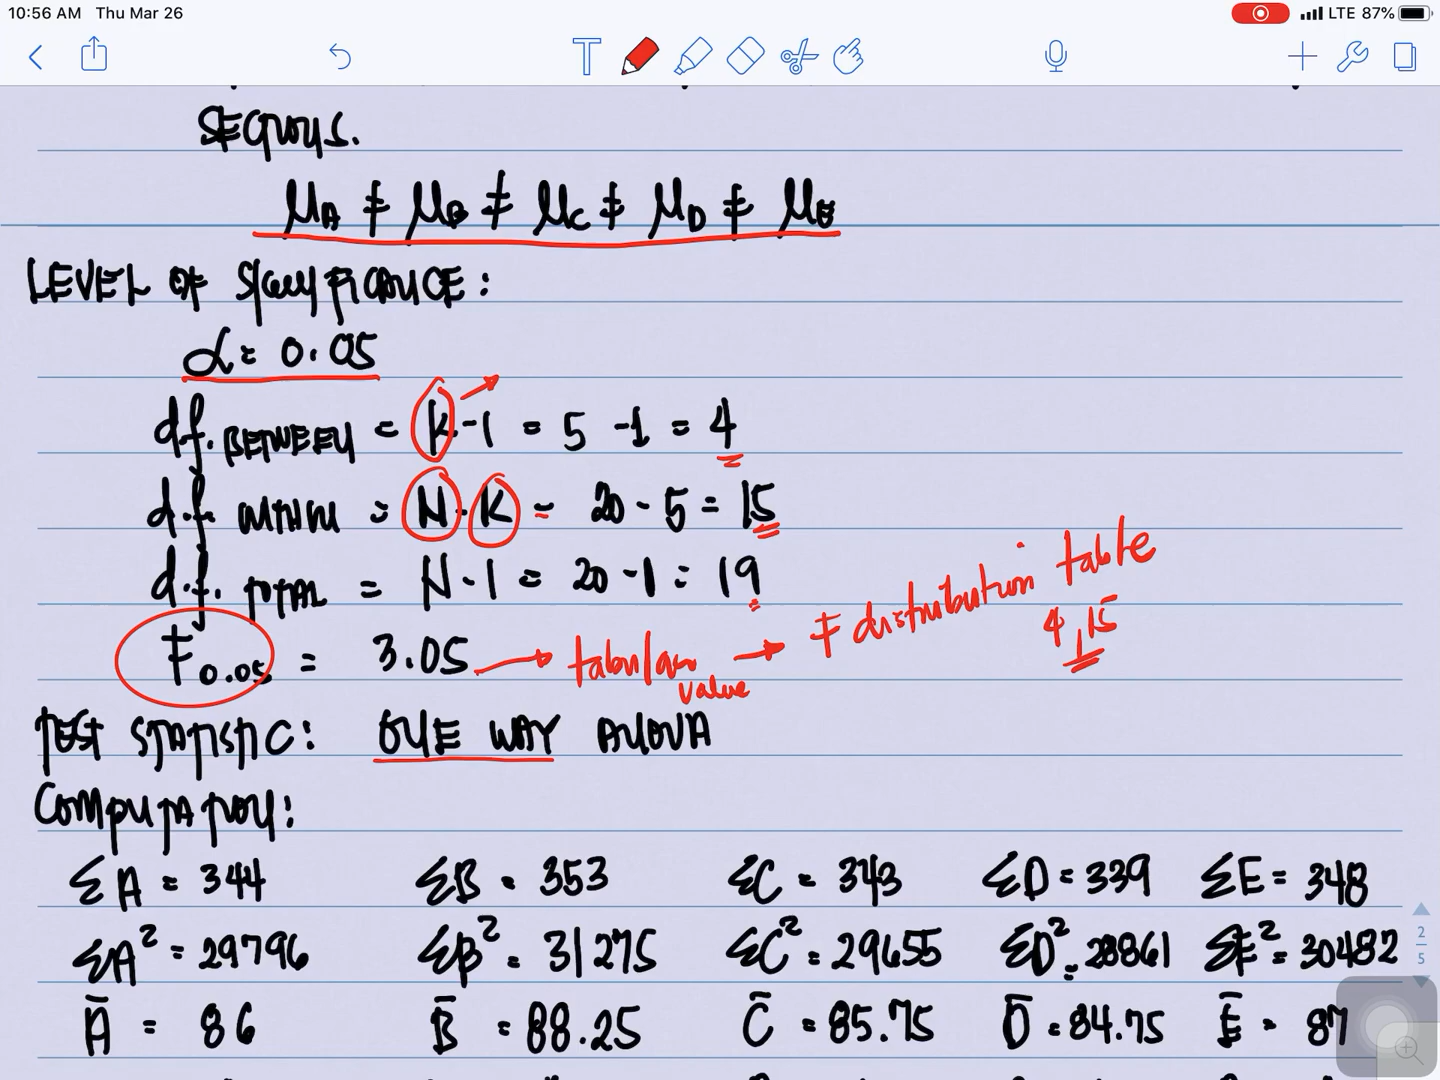 10:56 AM Thu Mar 26 LTE 87%
T
SECTIONS.
μA ≠ μB ≠ μC ≠ μD ≠ μE
LEVEL OF SIGNIFICANCE:
α = 0.05
df. BETWEEN = K-1 = 5 -1 = 4
d.f. WITHIN = N - K = 20 - 5 = 15
d.f. TOTAL = N - 1 = 20 - 1 = 19
F0.05 = 3.05 → tabular value → F distribution table
4,15
TEST STATISTIC: ONE WAY ANOVA
COMPUTATION:
ΣA = 344 ΣB = 353 ΣC = 343 ΣD = 339 ΣE = 348
ΣA² = 29796 ΣB² = 31275 ΣC² = 29655 ΣD² = 28861 ΣE² = 30482
Ā = 86 B̄ = 88.25 C̄ = 85.75 D̄ = 84.75 Ē = 87
2
5